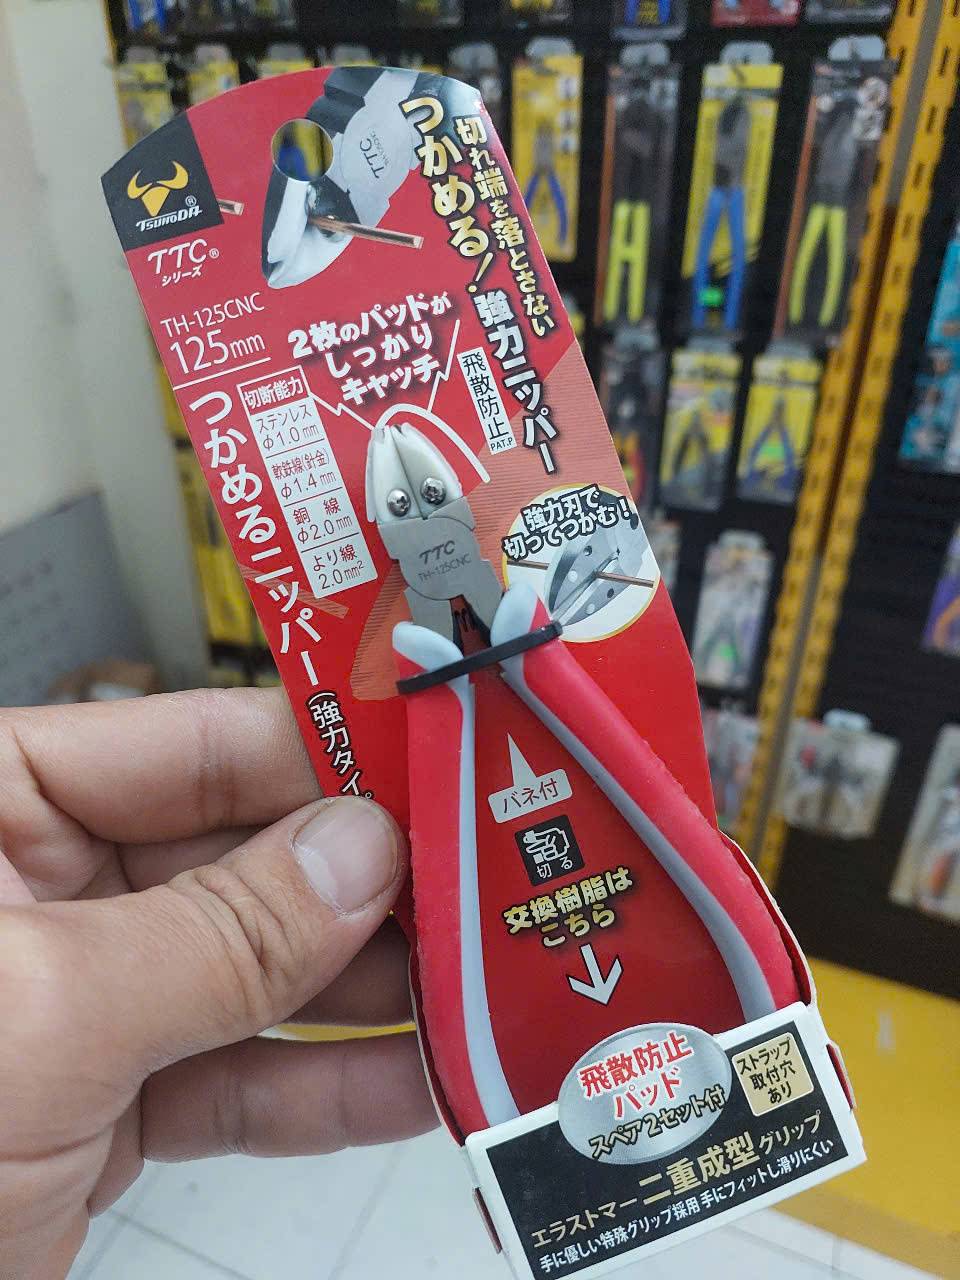 切れ端を落とさない
つかめる!強力ニッパー
TTC
TSUNODA®
TTC®
シリーズ
TH-125CNC
125mm
つかめるニッパー(強力タイプ
切断能力
ステンレス
φ1.0mm
軟鉄線(針金)
φ1.4mm
銅 線
φ2.0mm
より線
2.0mm²
2枚のパッドが
しっかり
キャッチ
飛散防止
PAT.P
強力刃で
切ってつかむ!
TTC
TH-125CNC
バネ付
切る
交換樹脂は
こちら
飛散防止
パッド
スペア2セット付
ストラップ
取付穴
あり
エラストマー二重成型グリップ
手に優しい特殊グリップ採用 手にフィットし滑りにくい